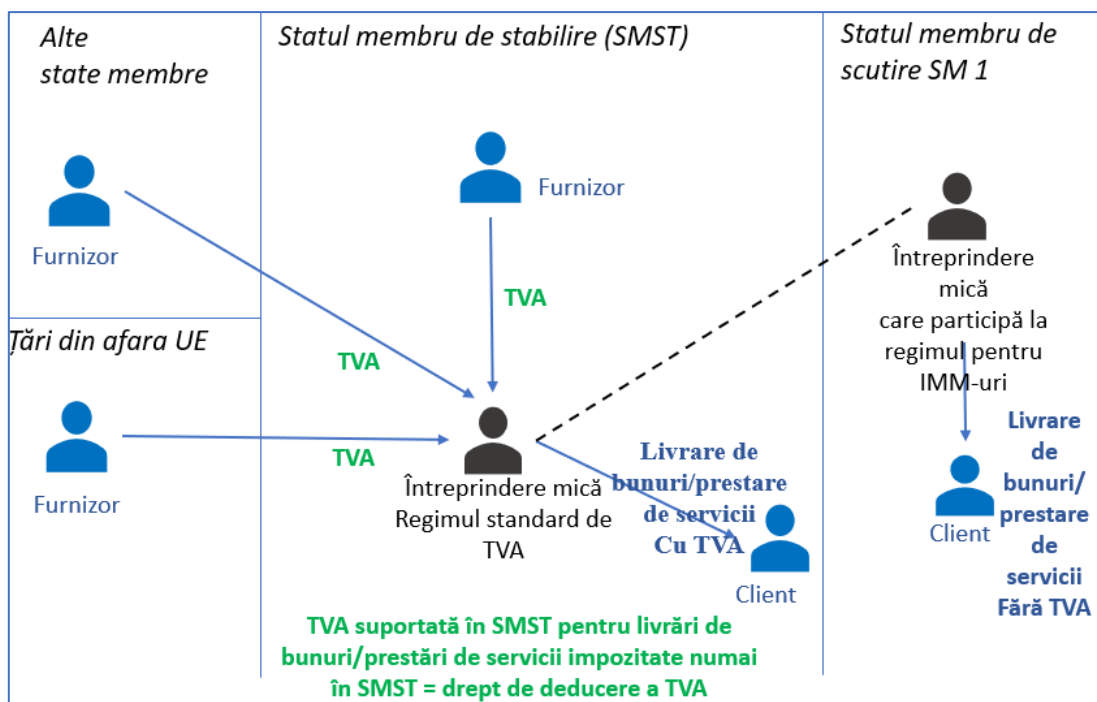 Alte
state membre
Furnizor
Țări din afara UE
Furnizor
Statul membru de stabilire (SMST)
Furnizor
TVA
TVA
TVA
Întreprindere mică
Regimul standard de
TVA
Livrare de
bunuri/prestare
de servicii
Cu TVA
Client
TVA suportată în SMST pentru livrări de
bunuri/prestări de servicii impozitate numai
în SMST = drept de deducere a TVA
Statul membru de
scutire SM 1
Întreprindere
mică
care participă la
regimul pentru
IMM-uri
Livrare
de
bunuri/
prestare
de
servicii
Fără TVA
Client